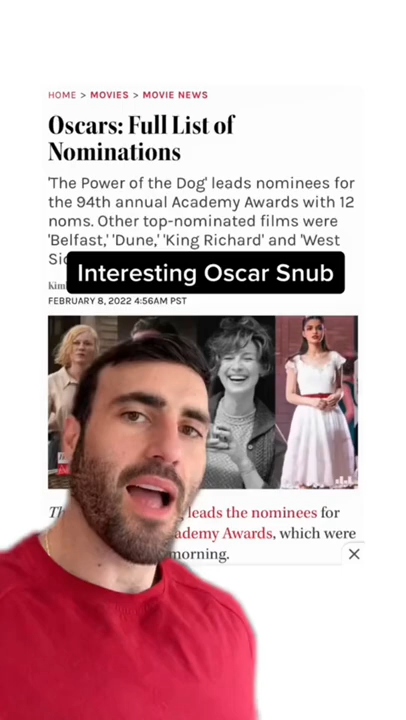 HOME > MOVIES > MOVIE NEWS
Oscars: Full List of
Nominations
'The Power of the Dog' leads nominees for
the 94th annual Academy Awards with 12
noms. Other top-nominated films were
'Belfast,' 'Dune,' 'King Richard' and 'West
Interesting Oscar Snub
FEBRUARY 8, 2022 4:56AM PST
leads the nominees for
Awards, which were
morning.